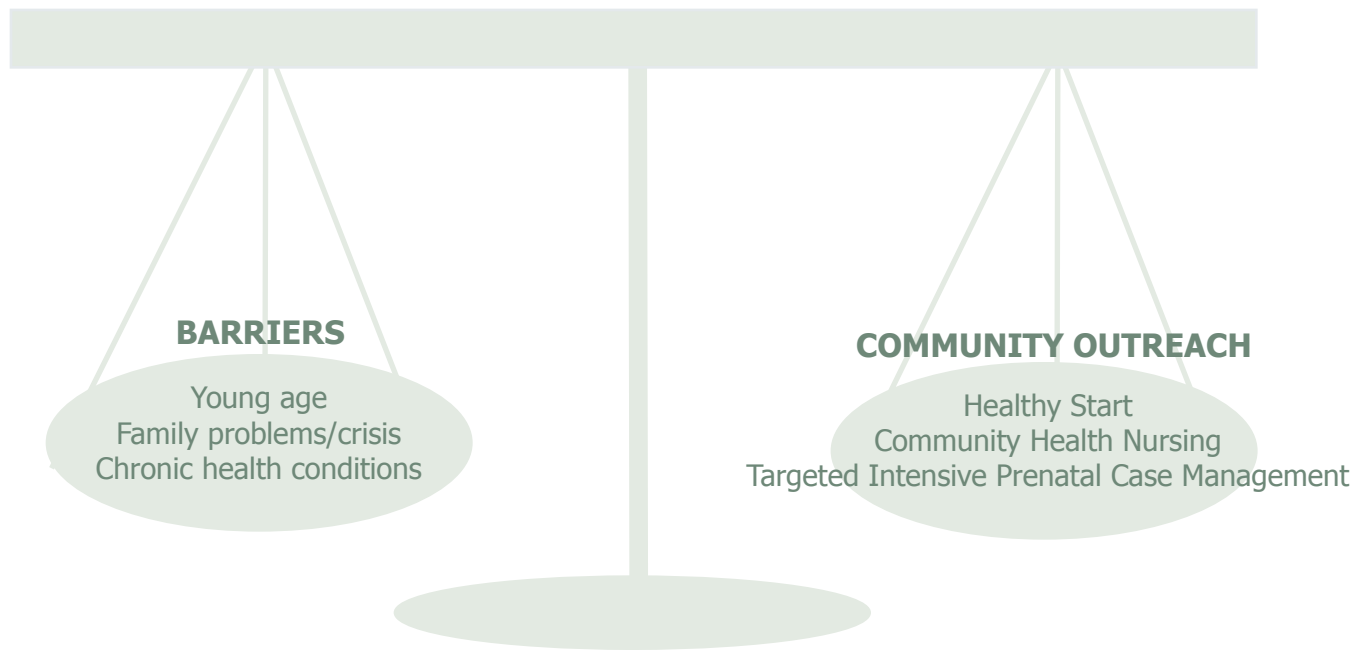 BARRIERS
Young age
Family problems/crisis
Chronic health conditions
COMMUNITY OUTREACH
Healthy Start
Community Health Nursing
Targeted Intensive Prenatal Case Management